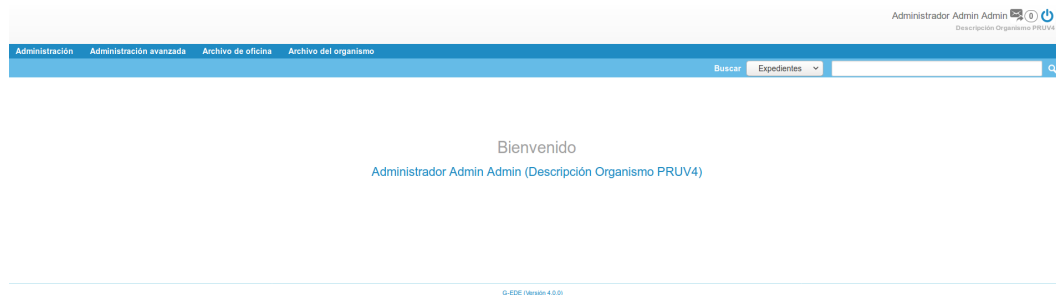 Administrador Admin Admin 0
Descripción Organismo PRUV4
Administración Administración avanzada Archivo de oficina Archivo del organismo
Buscar Expedientes
Bienvenido
Administrador Admin Admin (Descripción Organismo PRUV4)
G-EDE (Versión 4.0.0)